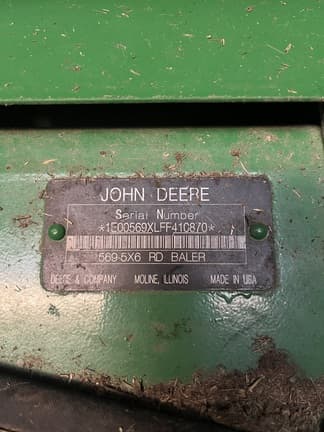 JOHN DEERE
Serial Number
*1E00569XLFF410870*
569-5X6 RD BALER
DEERE & COMPANY MOLINE, ILLINOIS MADE IN USA